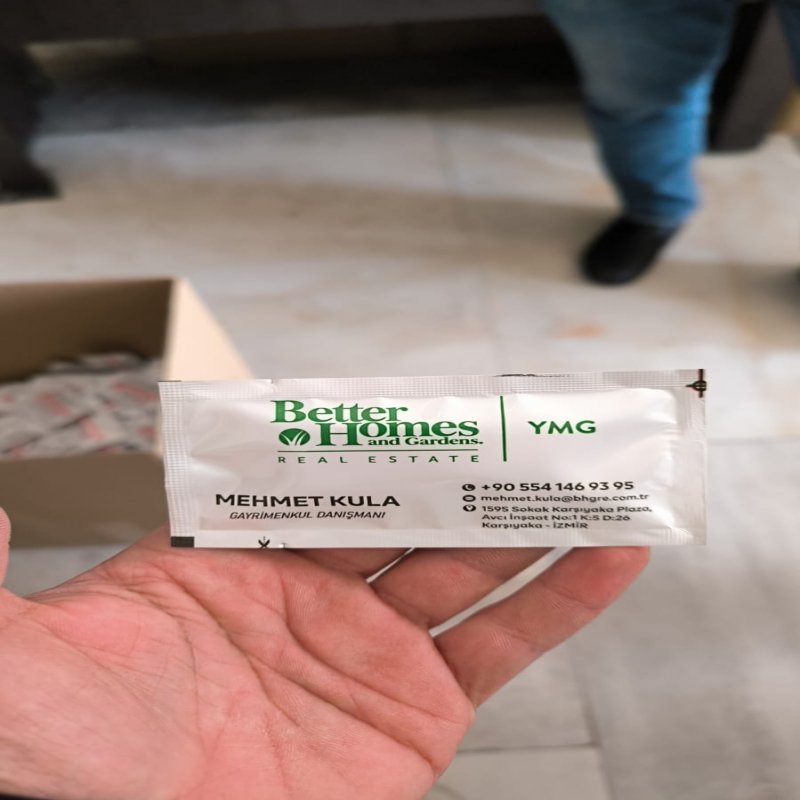 Better
Homes
and Gardens.
REAL ESTATE
YMG
MEHMET KULA
GAYRİMENKUL DANIŞMANI
+90 554 146 93 95
mehmet.kula@bhgre.com.tr
1595 Sokak Karşıyaka Plaza,
Avcı İnşaat No:1 K:5 D:26
Karşıyaka - İZMİR